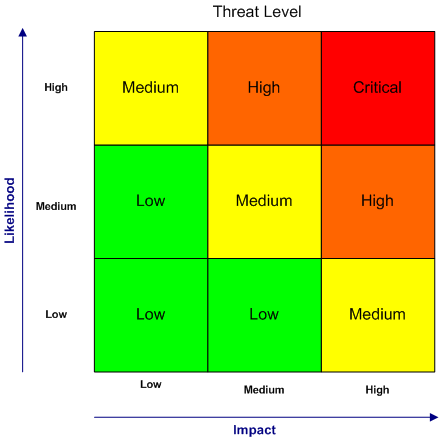 Threat Level
High
Medium
High
Critical
Likelihood
Medium
Low
Medium
High
Low
Low
Low
Medium
Low
Medium
High
Impact